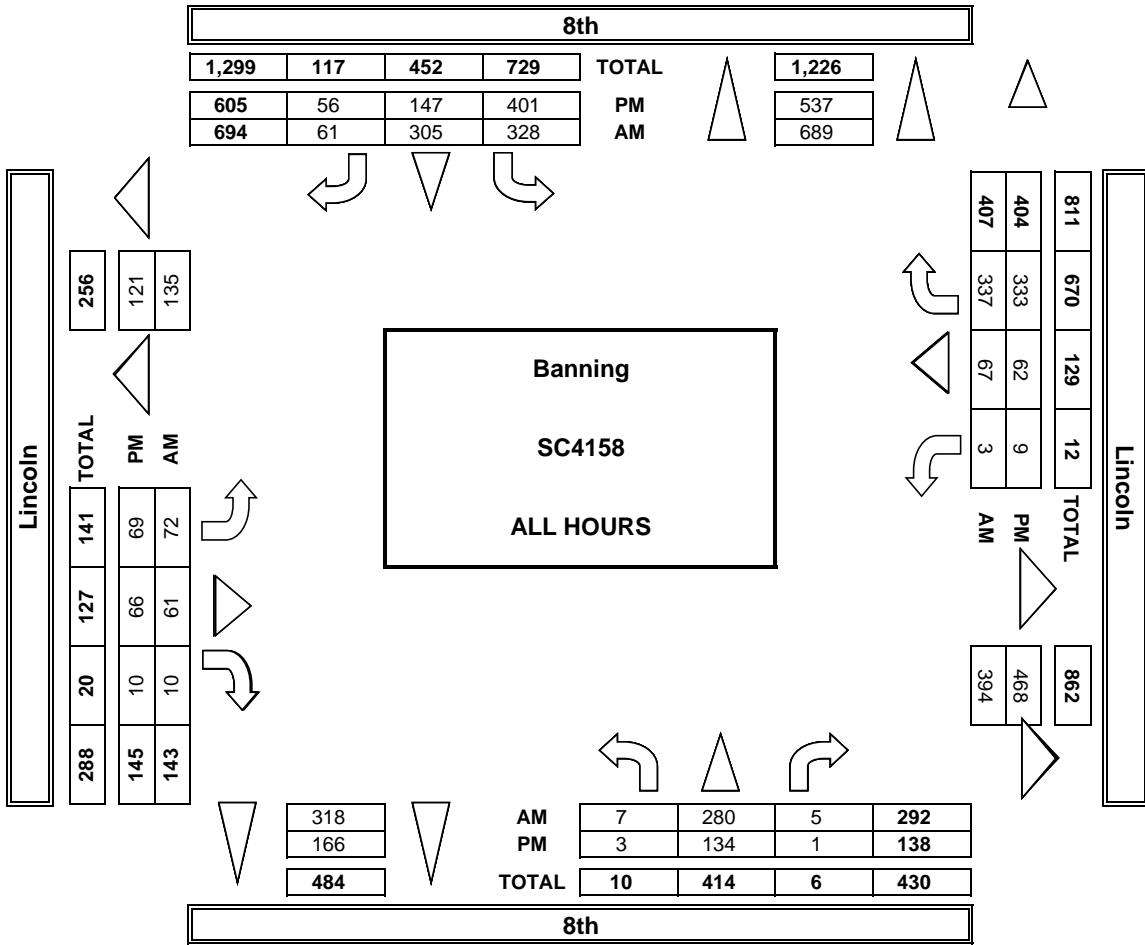 8th
1,299 117 452 729 TOTAL 1,226
605 56 147 401 PM 537
694 61 305 328 AM 689
Lincoln
256
121
135
TOTAL
PM
AM
141 127 20 288
69 66 10 145
72 61 10 143
Banning
SC4158
ALL HOURS
811 670 129 12 TOTAL
404 333 62 9 PM
407 337 67 3 AM
862
468
394
Lincoln
318 AM 7 280 5 292
166 PM 3 134 1 138
484 TOTAL 10 414 6 430
8th